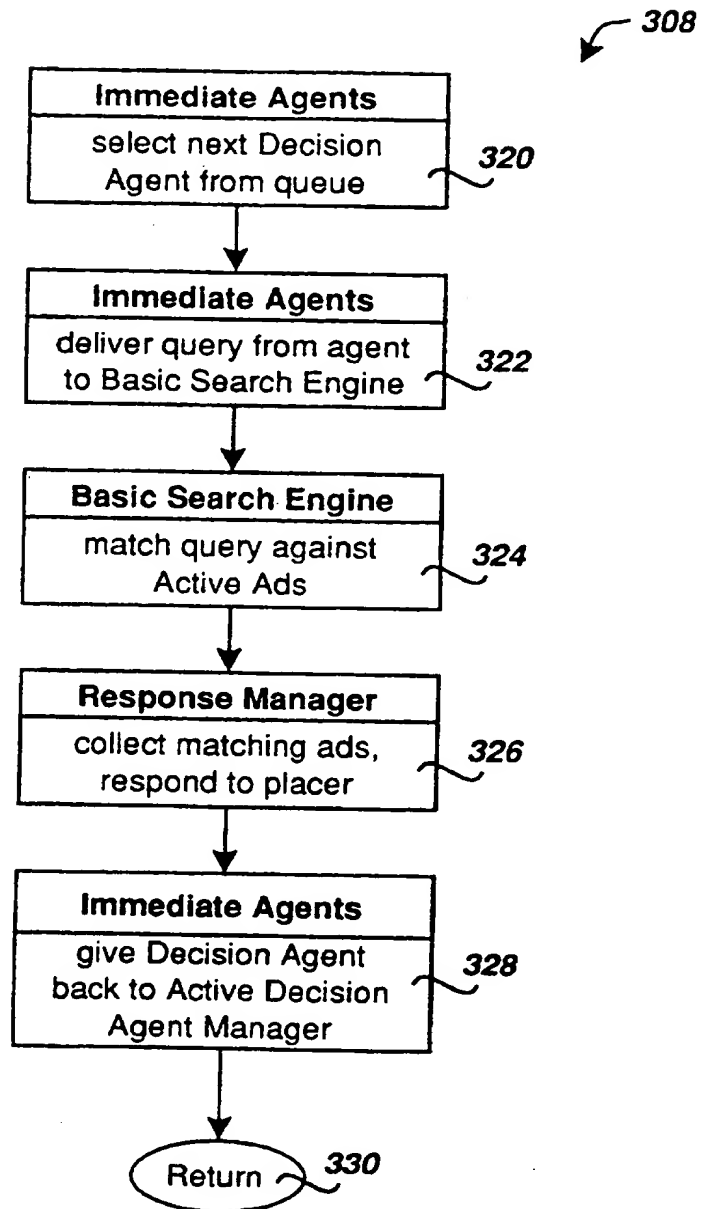 308
Immediate Agents
select next Decision
Agent from queue
320
Immediate Agents
deliver query from agent
to Basic Search Engine
322
Basic Search Engine
match query against
Active Ads
324
Response Manager
collect matching ads,
respond to placer
326
Immediate Agents
give Decision Agent
back to Active Decision
Agent Manager
328
Return
330